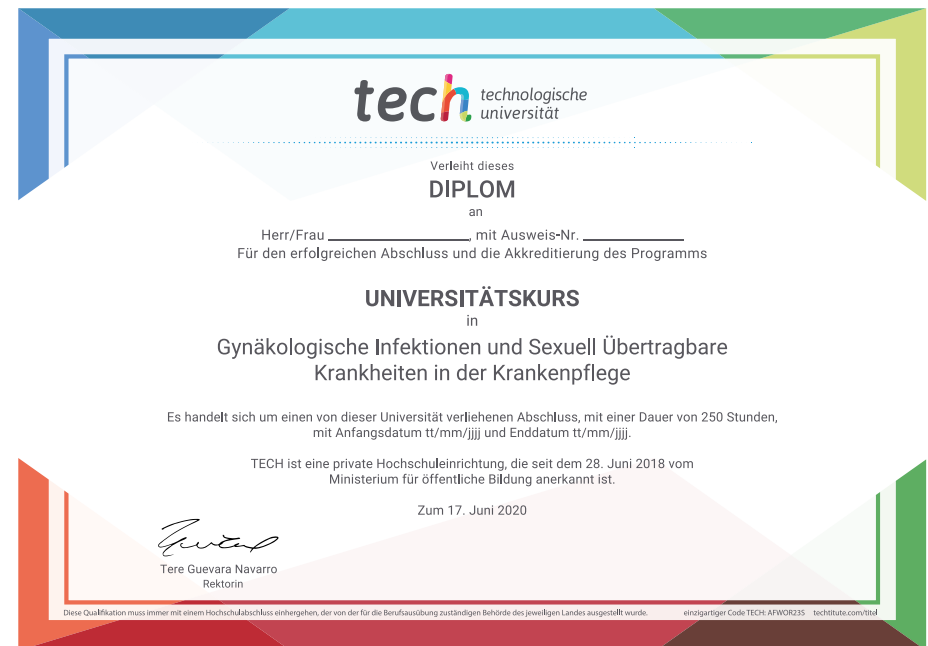 tech technologische
universität
Verleiht dieses
DIPLOM
an
Herr/Frau ____________________, mit Ausweis-Nr. ______________
Für den erfolgreichen Abschluss und die Akkreditierung des Programms
UNIVERSITÄTSKURS
in
Gynäkologische Infektionen und Sexuell Übertragbare
Krankheiten in der Krankenpflege
Es handelt sich um einen von dieser Universität verliehenen Abschluss, mit einer Dauer von 250 Stunden,
mit Anfangsdatum tt/mm/jjjj und Enddatum tt/mm/jjjj.
TECH ist eine private Hochschuleinrichtung, die seit dem 28. Juni 2018 vom
Ministerium für öffentliche Bildung anerkannt ist.
Zum 17. Juni 2020
Tere Guevara Navarro
Rektorin
Diese Qualifikation muss immer mit einem Hochschulabschluss einhergehen, der von der für die Berufsausübung zuständigen Behörde des jeweiligen Landes ausgestellt wurde. einzigartiger Code TECH: AFWOR23S techtitute.com/titel